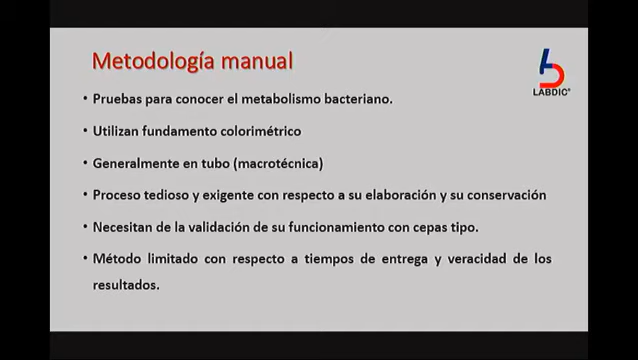 Metodología manual
LABDIC®
• Pruebas para conocer el metabolismo bacteriano.
• Utilizan fundamento colorimétrico
• Generalmente en tubo (macrotécnica)
• Proceso tedioso y exigente con respecto a su elaboración y su conservación
• Necesitan de la validación de su funcionamiento con cepas tipo.
• Método limitado con respecto a tiempos de entrega y veracidad de los
resultados.